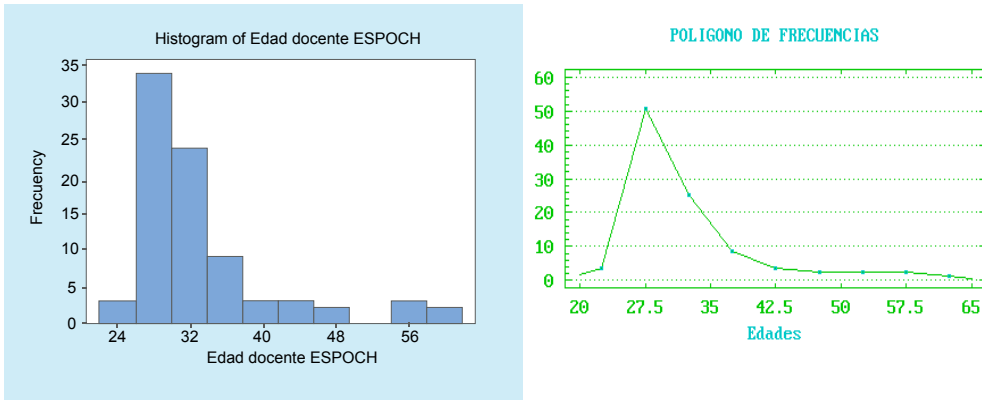 Histogram of Edad docente ESPOCH
35
30
25
20
15
10
5
0
Frecuency
24 32 40 48 56
Edad docente ESPOCH
POLIGONO DE FRECUENCIAS
60
50
40
30
20
10
0
20 27.5 35 42.5 50 57.5 65
Edades